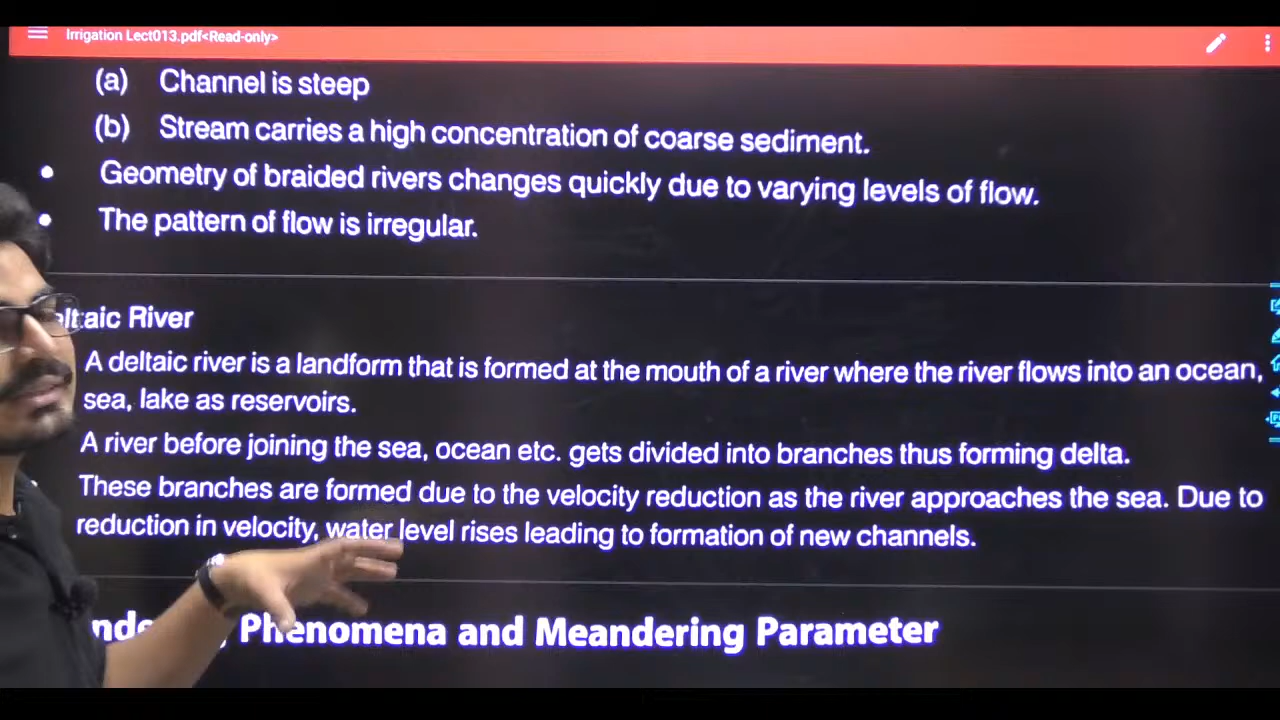 Irrigation Lect013.pdf<Read-only>
(a) Channel is steep
(b) Stream carries a high concentration of coarse sediment.
• Geometry of braided rivers changes quickly due to varying levels of flow.
• The pattern of flow is irregular.
ltaic River
A deltaic river is a landform that is formed at the mouth of a river where the river flows into an ocean,
sea, lake as reservoirs.
A river before joining the sea, ocean etc. gets divided into branches thus forming delta.
These branches are formed due to the velocity reduction as the river approaches the sea. Due to
reduction in velocity, water level rises leading to formation of new channels.
Phenomena and Meandering Parameter